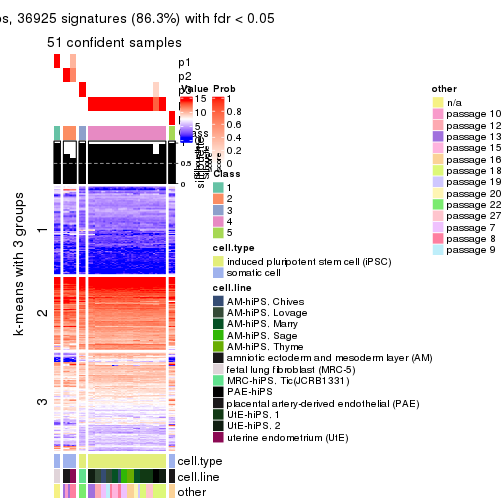 s, 36925 signatures (86.3%) with fdr < 0.05
51 confident samples
p1
p2
p3
Value
15
10
5
0
Prob
1
0.8
0.6
0.4
0.2
0
1
0.5
0
Class
1
2
3
4
5
k-means with 3 groups
1
2
3
cell.type
induced pluripotent stem cell (iPSC)
somatic cell
cell.line
AM-hiPS. Chives
AM-hiPS. Lovage
AM-hiPS. Marry
AM-hiPS. Sage
AM-hiPS. Thyme
amniotic ectoderm and mesoderm layer (AM)
fetal lung fibroblast (MRC-5)
MRC-hiPS. Tic(JCRB1331)
PAE-hiPS
placental artery-derived endothelial (PAE)
UtE-hiPS. 1
UtE-hiPS. 2
uterine endometrium (UtE)
cell.type
cell.line
other
other
n/a
passage 10
passage 12
passage 13
passage 15
passage 16
passage 18
passage 19
passage 20
passage 22
passage 27
passage 7
passage 8
passage 9